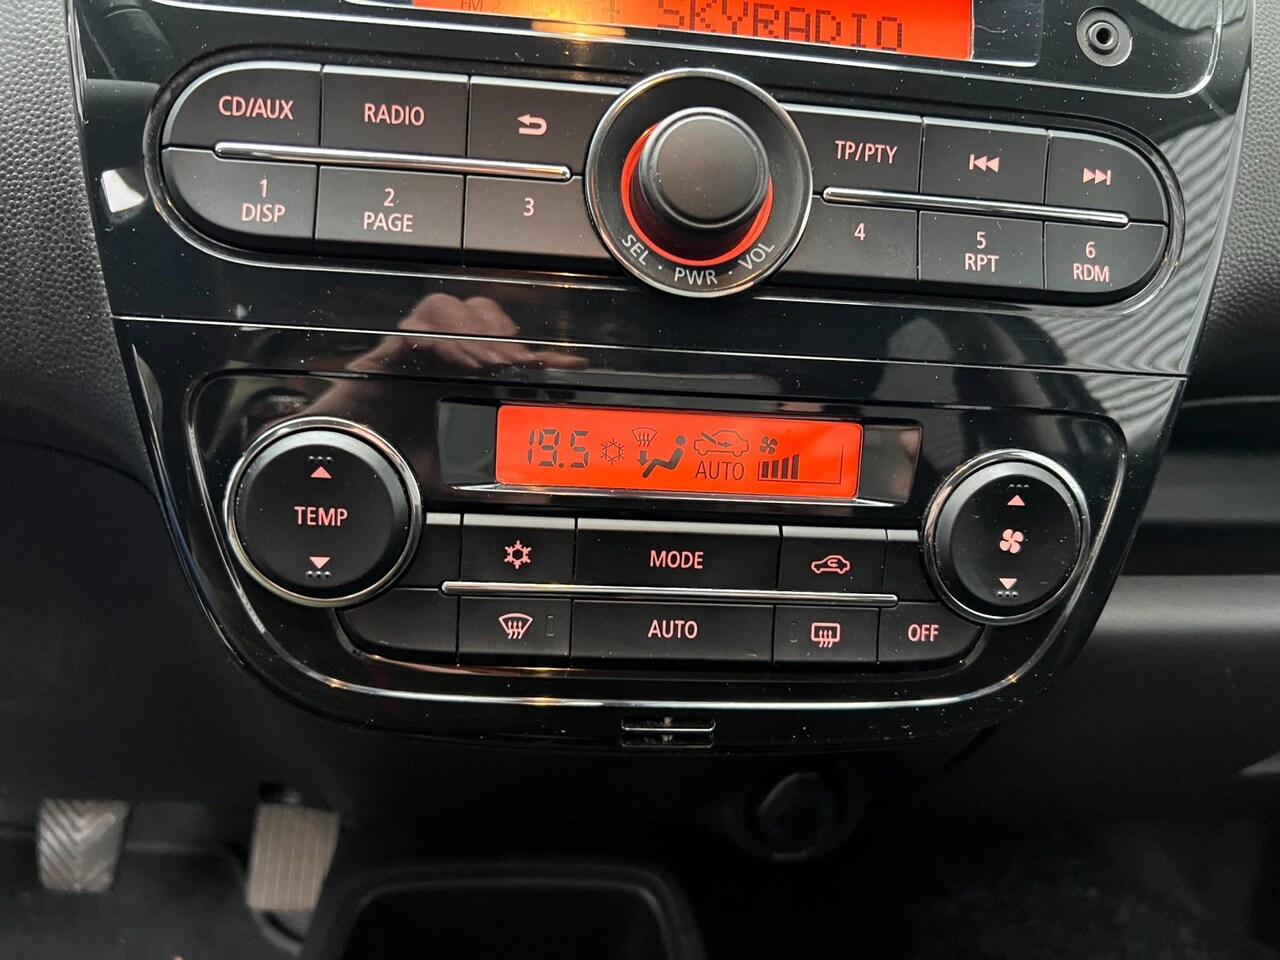 SKYRADIO
CD/AUX RADIO TP/PTY
1 2 3 4 5 6
DISP PAGE RPT RDM
SEL · PWR · VOL
19.5 AUTO
TEMP
MODE
AUTO OFF